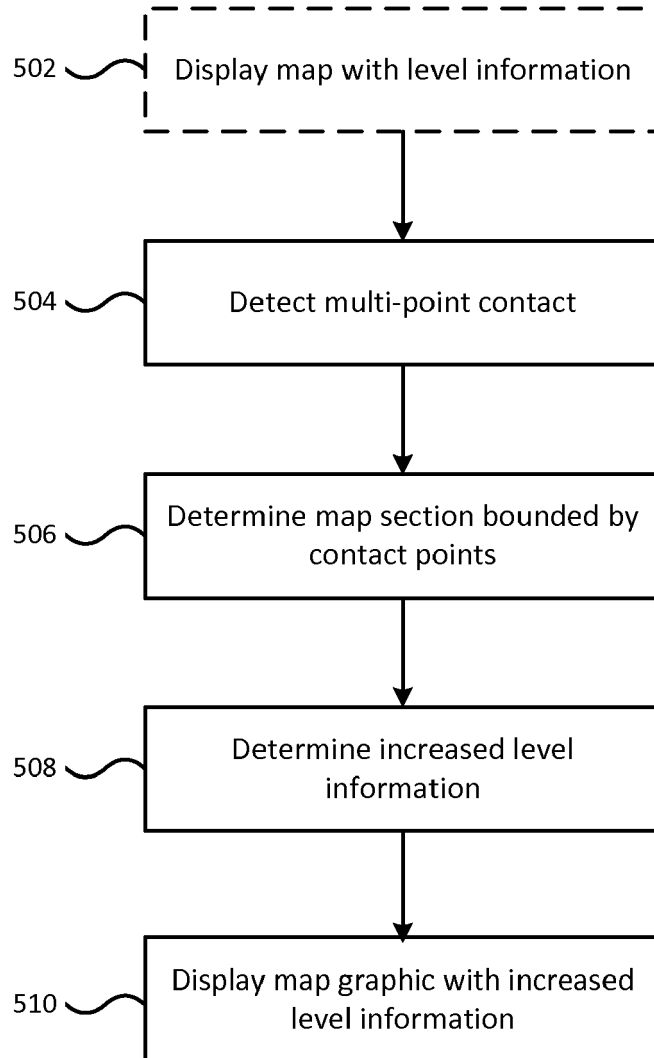 502
Display map with level information
504
Detect multi-point contact
506
Determine map section bounded by
contact points
508
Determine increased level
information
510
Display map graphic with increased
level information